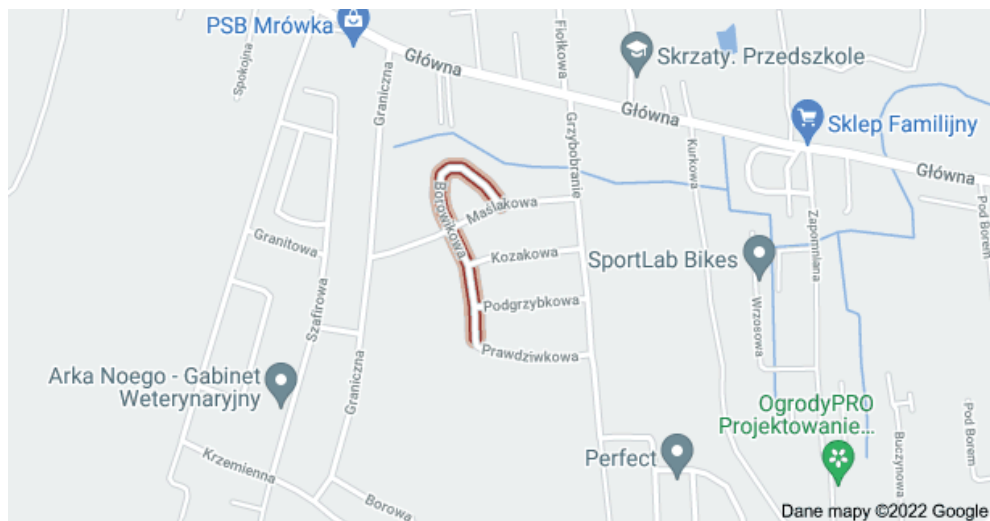 PSB Mrówka
Spokojna
Graniczna
Główna
Fiołkowa
Skrzaty. Przedszkole
Główna
Sklep Familijny
Główna
Grzybobranie
Kurkowa
Pod Borem
Borowikowa
Maślakowa
Granitowa
Kozakowa
SportLab Bikes
Zapomniana
Szafirowa
Podgrzybkowa
Wrzosowa
Prawdziwkowa
Graniczna
Arka Noego - Gabinet
Weterynaryjny
OgrodyPRO
Projektowanie...
Pod Borem
Buczynowa
Perfect
Krzemienna
Borowa
Dane mapy ©2022 Google